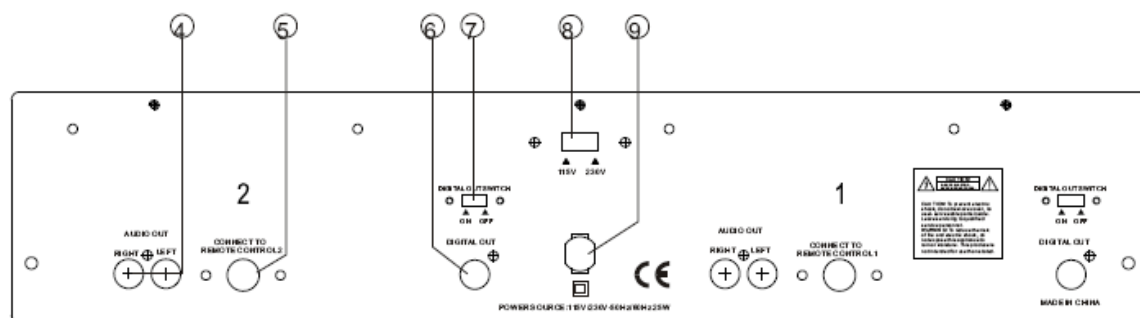 4
5
6
7
8
9
115V 230V
2
DIGITAL OUT SWITCH
ON OFF
AUDIO OUT
RIGHT LEFT
CONNECT TO
REMOTE CONTROL2
DIGITAL OUT
CE
POWER SOURCE:115V/230V-50Hz/60Hz 25W
1
AUDIO OUT
RIGHT LEFT
CONNECT TO
REMOTE CONTROL1
DIGITAL OUT SWITCH
ON OFF
DIGITAL OUT
MADE IN CHINA